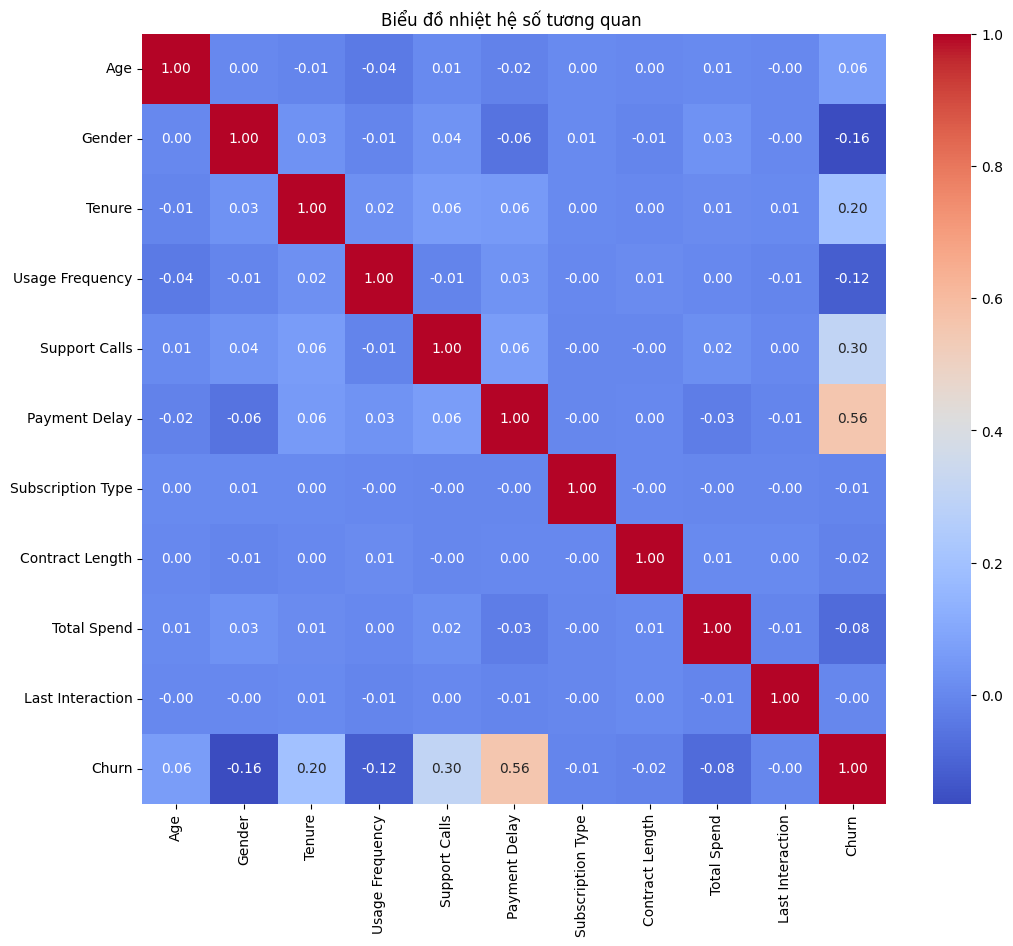 Biểu đồ nhiệt hệ số tương quan
Age 1.00 0.00 -0.01 -0.04 0.01 -0.02 0.00 0.00 0.01 -0.00 0.06
Gender 0.00 1.00 0.03 -0.01 0.04 -0.06 0.01 -0.01 0.03 -0.00 -0.16
Tenure -0.01 0.03 1.00 0.02 0.06 0.06 0.00 0.00 0.01 0.01 0.20
Usage Frequency -0.04 -0.01 0.02 1.00 -0.01 0.03 -0.00 0.01 0.00 -0.01 -0.12
Support Calls 0.01 0.04 0.06 -0.01 1.00 0.06 -0.00 -0.00 0.02 0.00 0.30
Payment Delay -0.02 -0.06 0.06 0.03 0.06 1.00 -0.00 0.00 -0.03 -0.01 0.56
Subscription Type 0.00 0.01 0.00 -0.00 -0.00 -0.00 1.00 -0.00 -0.00 -0.00 -0.01
Contract Length 0.00 -0.01 0.00 0.01 -0.00 0.00 -0.00 1.00 0.01 0.00 -0.02
Total Spend 0.01 0.03 0.01 0.00 0.02 -0.03 -0.00 0.01 1.00 -0.01 -0.08
Last Interaction -0.00 -0.00 0.01 -0.01 0.00 -0.01 -0.00 0.00 -0.01 1.00 -0.00
Churn 0.06 -0.16 0.20 -0.12 0.30 0.56 -0.01 -0.02 -0.08 -0.00 1.00
Age
Gender
Tenure
Usage Frequency
Support Calls
Payment Delay
Subscription Type
Contract Length
Total Spend
Last Interaction
Churn
1.0
0.8
0.6
0.4
0.2
0.0